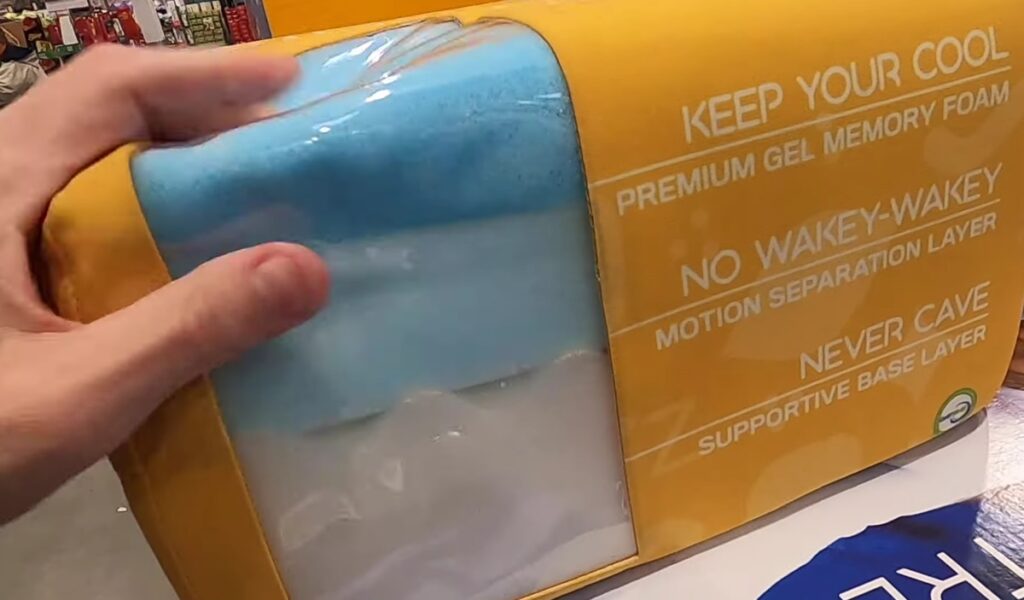 KEEP YOUR COOL
PREMIUM GEL MEMORY FOAM
NO WAKEY-WAKEY
MOTION SEPARATION LAYER
NEVER CAVE
SUPPORTIVE BASE LAYER